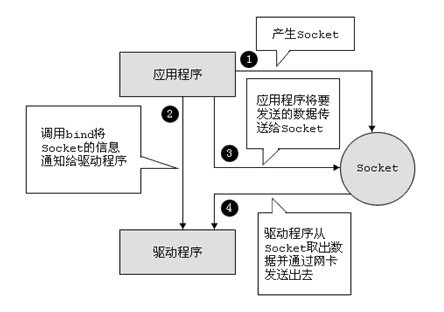 产生Socket
1
应用程序
2
调用bind将
Socket的信息
通知给驱动程序
应用程序将要
发送的数据传
送给Socket
3
Socket
4
驱动程序从
Socket取出数
据并通过网卡
发送出去
驱动程序